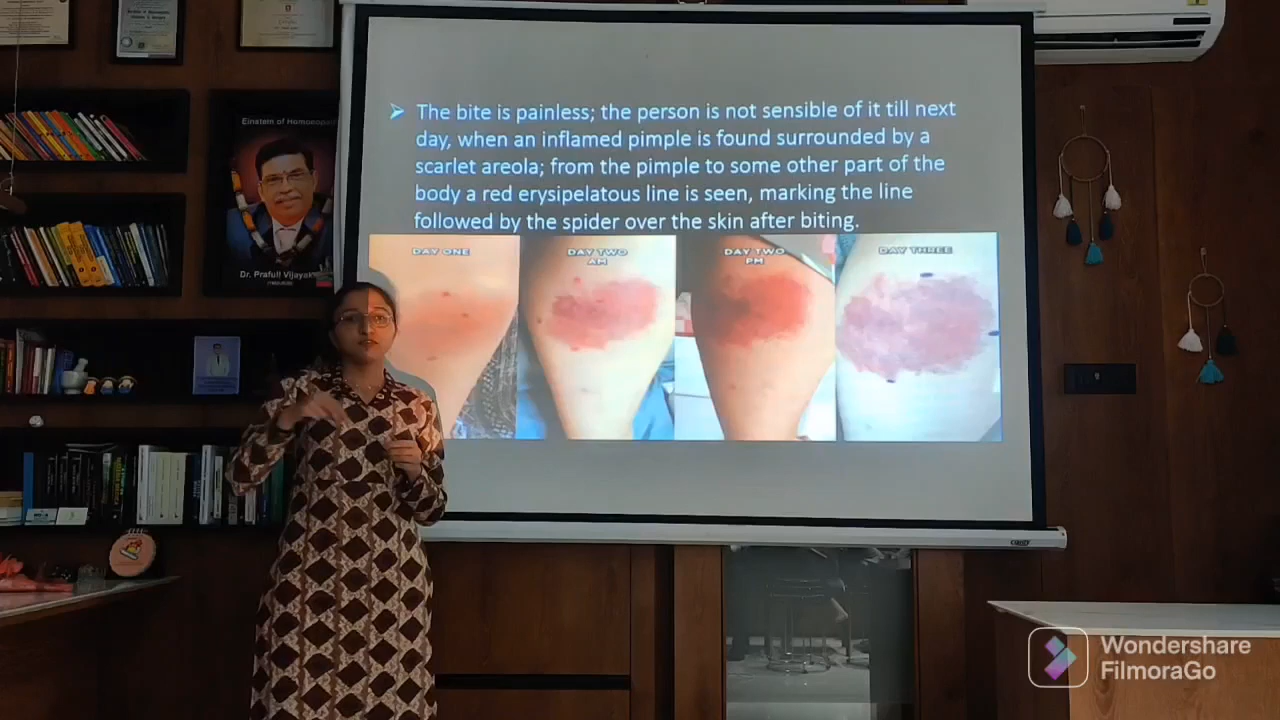 ➤ The bite is painless; the person is not sensible of it till next
day, when an inflamed pimple is found surrounded by a
scarlet areola; from the pimple to some other part of the
body a red erysipelatous line is seen, marking the line
followed by the spider over the skin after biting.
DAY ONE
DAY TWO
AM
DAY TWO
PM
DAY THREE
Einstein of Homoeopathy
Dr. Prafull Vijayakar
Wondershare
FilmoraGo